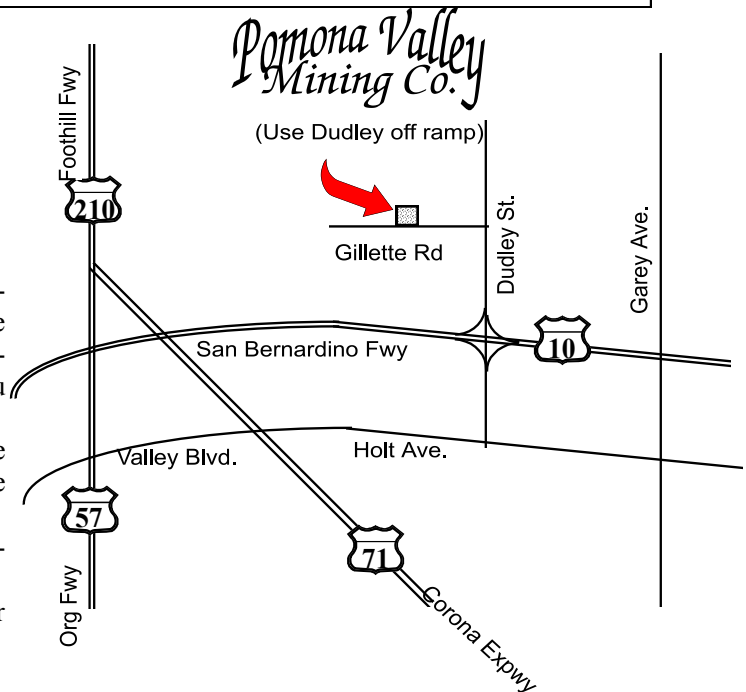 Pomona Valley
Mining Co.
(Use Dudley off ramp)
Foothill Fwy
210
Gillette Rd
Dudley St.
Garey Ave.
San Bernardino Fwy
10
Valley Blvd.
Holt Ave.
57
71
Org Fwy
Corona Expwy